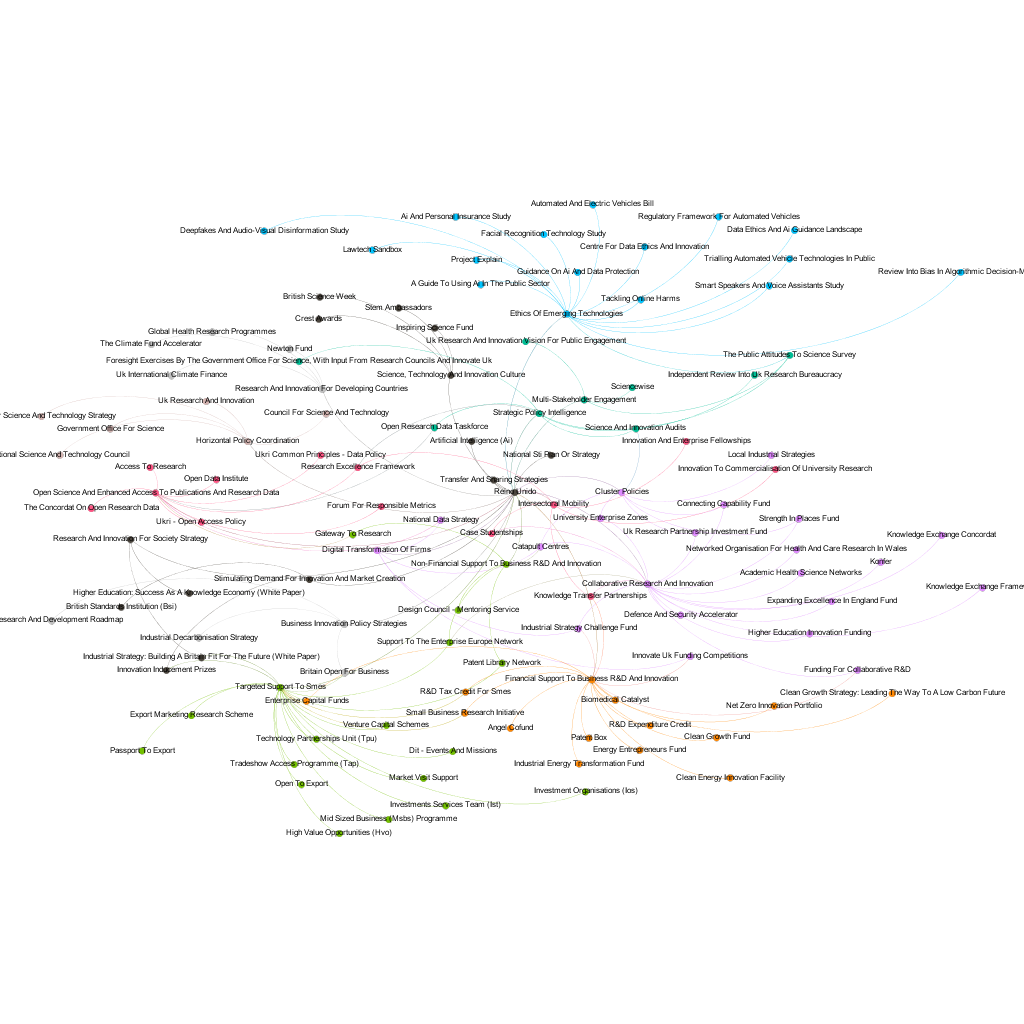 Automated And Electric Vehicles Bill
Ai And Personal Insurance Study
Regulatory Framework For Automated Vehicles
Deepfakes And Audio-Visual Disinformation Study
Facial Recognition Technology Study
Data Ethics And Ai Guidance Landscape
Lawtech Sandbox
Centre For Data Ethics And Innovation
Project Explain
Trialling Automated Vehicle Technologies In Public
Guidance On Ai And Data Protection
Review Into Bias In Algorithmic Decision-M
A Guide To Using Ai In The Public Sector
Smart Speakers And Voice Assistants Study
British Science Week
Tackling Online Harms
Stem Ambassadors
Ethics Of Emerging Technologies
Crest Awards
Inspiring Science Fund
Global Health Research Programmes
Uk Research And Innovation Vision For Public Engagement
The Climate Fund Accelerator
Newton Fund
The Public Attitudes To Science Survey
Foresight Exercises By The Government Office For Science, With Input From Research Councils And Innovate Uk
Uk International Climate Finance
Science, Technology And Innovation Culture
Independent Review Into Uk Research Bureaucracy
Research And Innovation For Developing Countries
Sciencewise
Uk Research And Innovation
Multi-Stakeholder Engagement
Science And Technology Strategy
Council For Science And Technology
Strategic Policy Intelligence
Government Office For Science
Open Research Data Taskforce
Science And Innovation Audits
Horizontal Policy Coordination
Artificial Intelligence (Ai)
Innovation And Enterprise Fellowships
tional Science And Technology Council
Ukri Common Principles - Data Policy
National Sti Plan Or Strategy
Local Industrial Strategies
Access To Research
Research Excellence Framework
Innovation To Commercialisation Of University Research
Open Data Institute
Transfer And Sharing Strategies
Open Science And Enhanced Access To Publications And Research Data
Reino Unido
Cluster Policies
The Concordat On Open Research Data
Forum For Responsible Metrics
Intersectoral Mobility
Connecting Capability Fund
Ukri - Open Access Policy
National Data Strategy
University Enterprise Zones
Strength In Places Fund
Gateway To Research
Case Studentships
Uk Research Partnership Investment Fund
Knowledge Exchange Concordat
Research And Innovation For Society Strategy
Digital Transformation Of Firms
Catapult Centres
Networked Organisation For Health And Care Research In Wales
Non-Financial Support To Business R&D And Innovation
Konfer
Stimulating Demand For Innovation And Market Creation
Collaborative Research And Innovation
Academic Health Science Networks
Higher Education: Success As A Knowledge Economy (White Paper)
Knowledge Transfer Partnerships
Knowledge Exchange Framew
British Standards Institution (Bsi)
Design Council - Mentoring Service
Expanding Excellence In England Fund
esearch And Development Roadmap
Business Innovation Policy Strategies
Defence And Security Accelerator
Industrial Decarbonisation Strategy
Support To The Enterprise Europe Network
Industrial Strategy Challenge Fund
Higher Education Innovation Funding
Industrial Strategy: Building A Britain Fit For The Future (White Paper)
Patent Library Network
Innovate Uk Funding Competitions
Innovation Inducement Prizes
Britain Open For Business
Funding For Collaborative R&D
Targeted Support To Smes
Financial Support To Business R&D And Innovation
Enterprise Capital Funds
R&D Tax Credit For Smes
Biomedical Catalyst
Clean Growth Strategy: Leading The Way To A Low Carbon Future
Net Zero Innovation Portfolio
Export Marketing Research Scheme
Small Business Research Initiative
Venture Capital Schemes
Angel Cofund
R&D Expenditure Credit
Technology Partnerships Unit (Tpu)
Patent Box
Clean Growth Fund
Passport To Export
Dit - Events And Missions
Energy Entrepreneurs Fund
Tradeshow Access Programme (Tap)
Industrial Energy Transformation Fund
Market Visit Support
Clean Energy Innovation Facility
Open To Export
Investment Organisations (Ios)
Investments Services Team (Ist)
Mid Sized Business (Msbs) Programme
High Value Opportunities (Hvo)